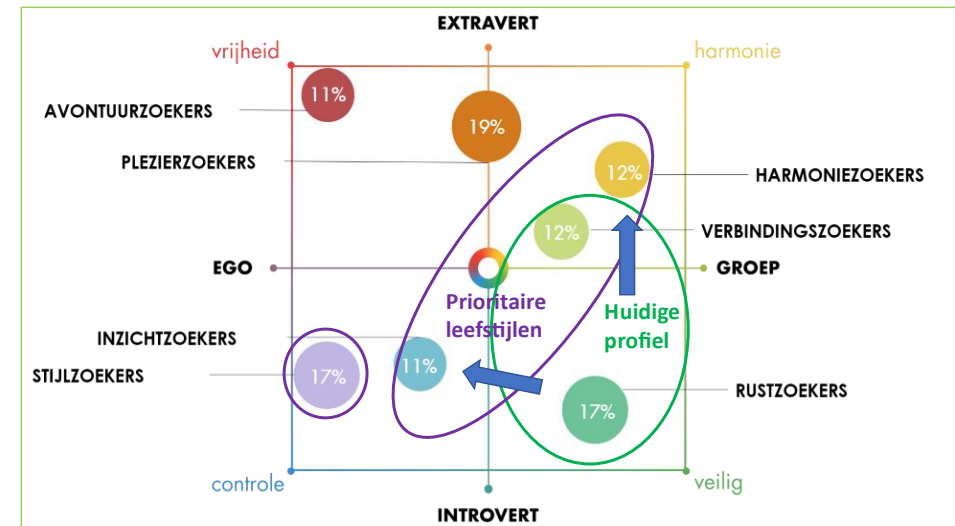 EXTRAVERT
vrijheid
harmonie
11%
AVONTUURZOEKERS
19%
PLEZIERZOEKERS
12%
HARMONIEZOEKERS
12%
VERBINDINGSZOEKERS
EGO
GROEP
Prioritaire
leefstijlen
Huidige
profiel
INZICHTZOEKERS
11%
STIJLZOEKERS
17%
RUSTZOEKERS
17%
controle
veilig
INTROVERT